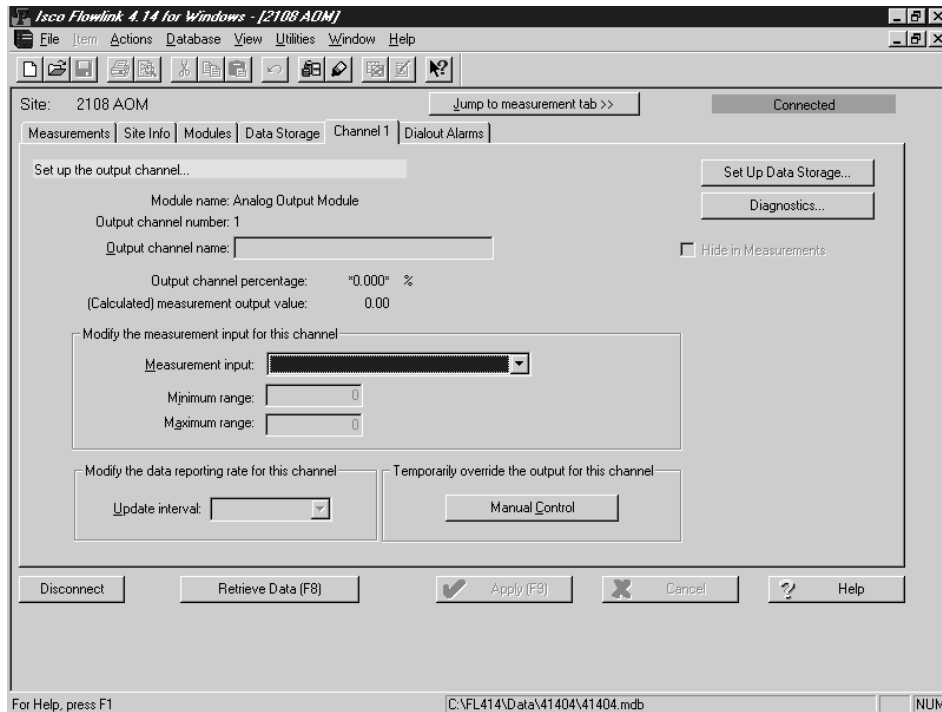 Isco Flowlink 4.14 for Windows - [2108 AOM]
File Item Actions Database View Utilities Window Help
Site: 2108 AOM Jump to measurement tab >> Connected
Measurements Site Info Modules Data Storage Channel 1 Dialout Alarms
Set up the output channel... Set Up Data Storage...
Module name: Analog Output Module Diagnostics...
Output channel number: 1
Output channel name: Hide in Measurements
Output channel percentage: *0.000* %
(Calculated) measurement output value: 0.00
Modify the measurement input for this channel
Measurement input:
Minimum range: 0
Maximum range: 0
Modify the data reporting rate for this channel Temporarily override the output for this channel
Update interval: Manual Control
Disconnect Retrieve Data (F8) Apply (F9) Cancel ? Help
For Help, press F1 C:\FL414\Data\41404\41404.mdb NUM